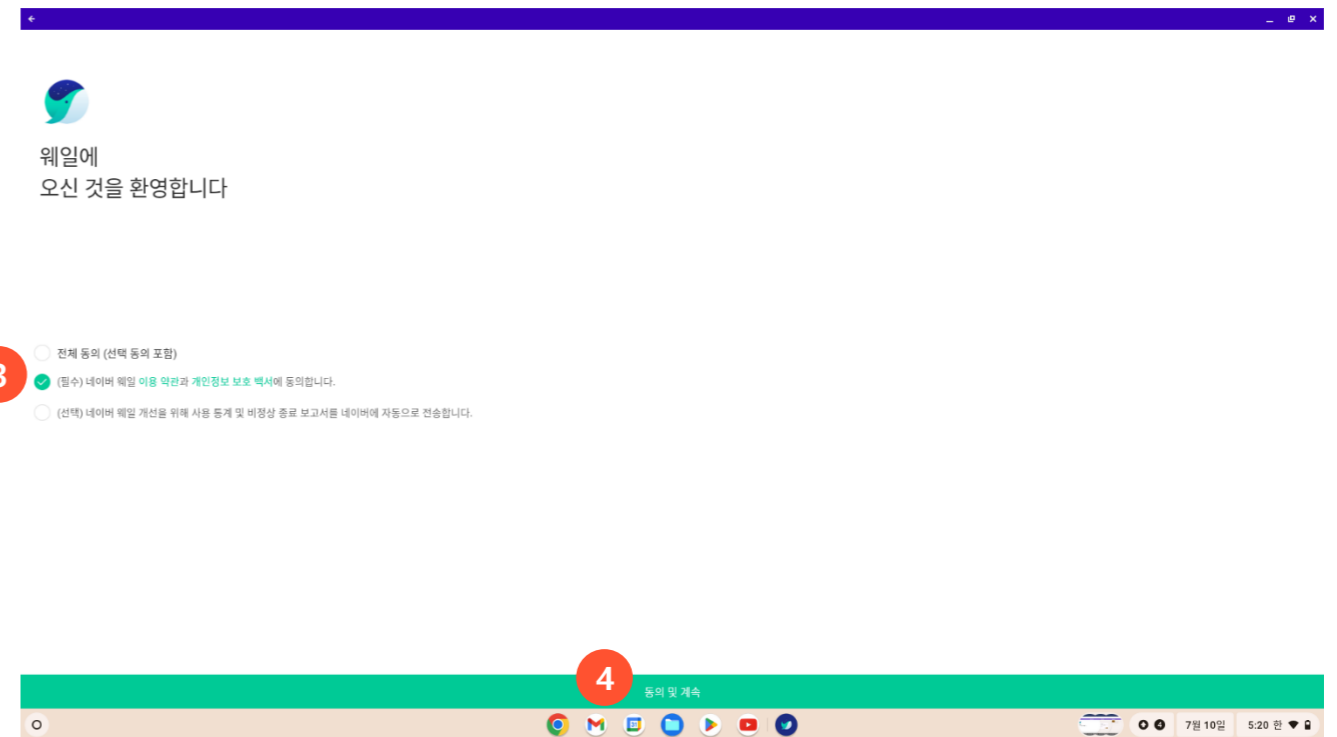 웨일에
오신 것을 환영합니다
전체 동의 (선택 동의 포함)
3
(필수) 네이버 웨일 이용 약관과 개인정보 보호 백서에 동의합니다.
(선택) 네이버 웨일 개선을 위해 사용 통계 및 비정상 종료 보고서를 네이버에 자동으로 전송합니다.
4
동의 및 계속
31
4
7월 10일
5:20 한